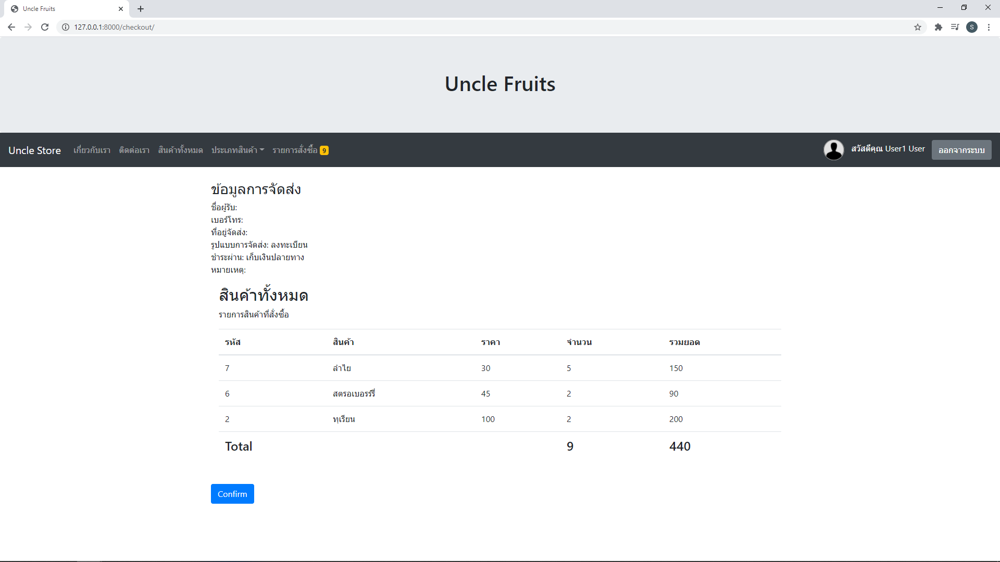 Uncle Fruits
127.0.0.1:8000/checkout/
S
Uncle Fruits
Uncle Store เกี่ยวกับเรา ติดต่อเรา สินค้าทั้งหมด ประเภทสินค้า รายการสั่งซื้อ 9 สวัสดีคุณ User1 User ออกจากระบบ
ข้อมูลการจัดส่ง
ชื่อผู้รับ:
เบอร์โทร:
ที่อยู่จัดส่ง:
รูปแบบการจัดส่ง: ลงทะเบียน
ชำระผ่าน: เก็บเงินปลายทาง
หมายเหตุ:
สินค้าทั้งหมด
รายการสินค้าที่สั่งซื้อ
รหัส สินค้า ราคา จำนวน รวมยอด
7 ลำไย 30 5 150
6 สตรอเบอรร์รี่ 45 2 90
2 ทุเรียน 100 2 200
Total 9 440
Confirm